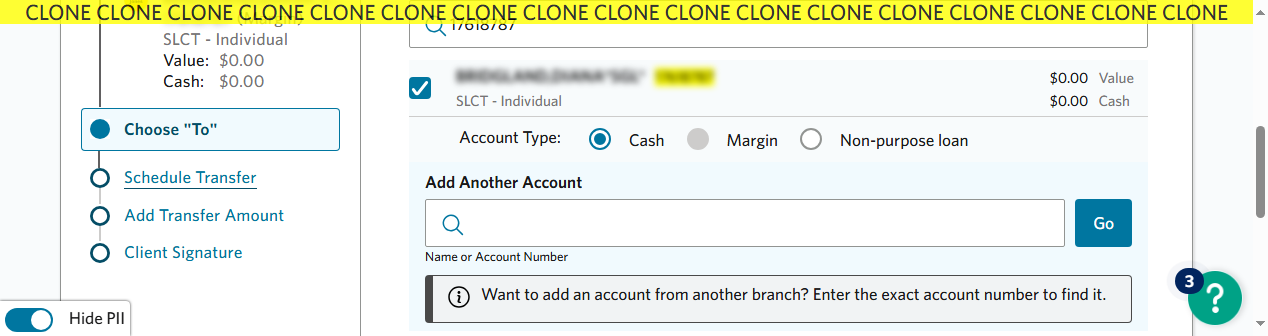 CLONE CLONE CLONE CLONE CLONE CLONE CLONE CLONE CLONE CLONE CLONE CLONE CLONE CLONE CLONE CLONE CLONE
SLCT - Individual
Value: $0.00
Cash: $0.00
Choose "To"
Schedule Transfer
Add Transfer Amount
Client Signature
Hide PII
$0.00 Value
SLCT - Individual
$0.00 Cash
Account Type: Cash Margin Non-purpose loan
Add Another Account
Go
Name or Account Number
Want to add an account from another branch? Enter the exact account number to find it.
3
?